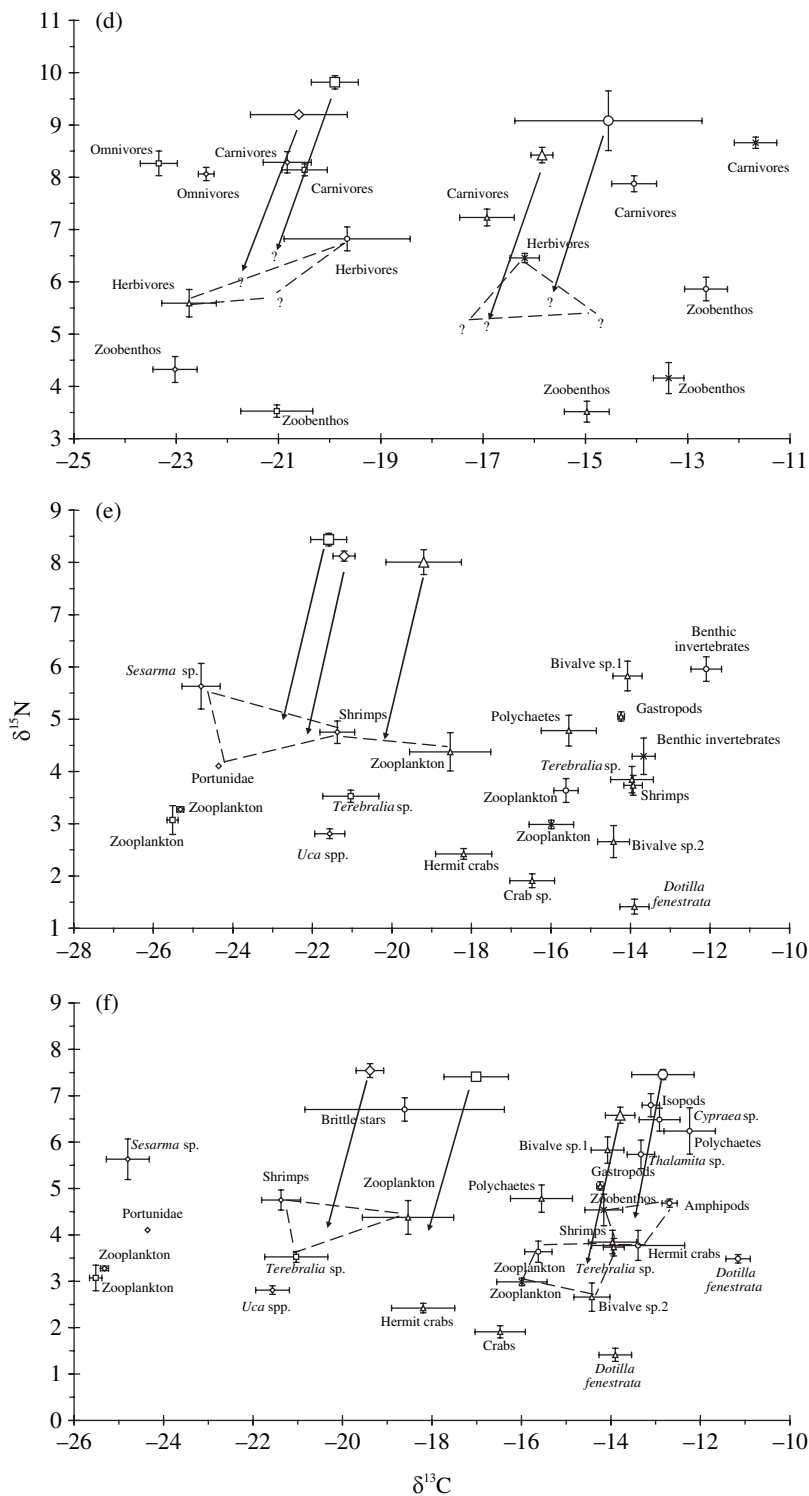 (d)
11
10
9
8
7
6
5
4
3
Omnivores
Omnivores
Carnivores
Carnivores
Herbivores
Herbivores
Zoobenthos
Zoobenthos
?
?
?
Carnivores
Herbivores
Carnivores
Carnivores
Zoobenthos
Zoobenthos
Zoobenthos
? ? ? ?
–25 –23 –21 –19 –17 –15 –13 –11
(e)
9
8
7
6
5
4
3
2
1
δ15N
Sesarma sp.
Shrimps
Portunidae
Zooplankton
Zooplankton
Zooplankton
Terebralia sp.
Uca spp.
Hermit crabs
Crab sp.
Polychaetes
Bivalve sp.1
Benthic
invertebrates
Gastropods
Benthic invertebrates
Terebralia sp.
Shrimps
Zooplankton
Zooplankton
Bivalve sp.2
Dotilla
fenestrata
–28 –26 –24 –22 –20 –18 –16 –14 –12 –10
(f)
9
8
7
6
5
4
3
2
1
0
Sesarma sp.
Portunidae
Zooplankton
Zooplankton
Shrimps
Brittle stars
Zooplankton
Terebralia sp.
Uca spp.
Hermit crabs
Crabs
Polychaetes
Isopods
Cypraea sp.
Polychaetes
Bivalve sp.1
Thalamita sp.
Gastropods
Zoobenthos
Amphipods
Shrimps
Hermit crabs
Zooplankton
Terebralia sp.
Zooplankton
Bivalve sp.2
Dotilla
fenestrata
Dotilla
fenestrata
–26 –24 –22 –20 –18 –16 –14 –12 –10
δ13C